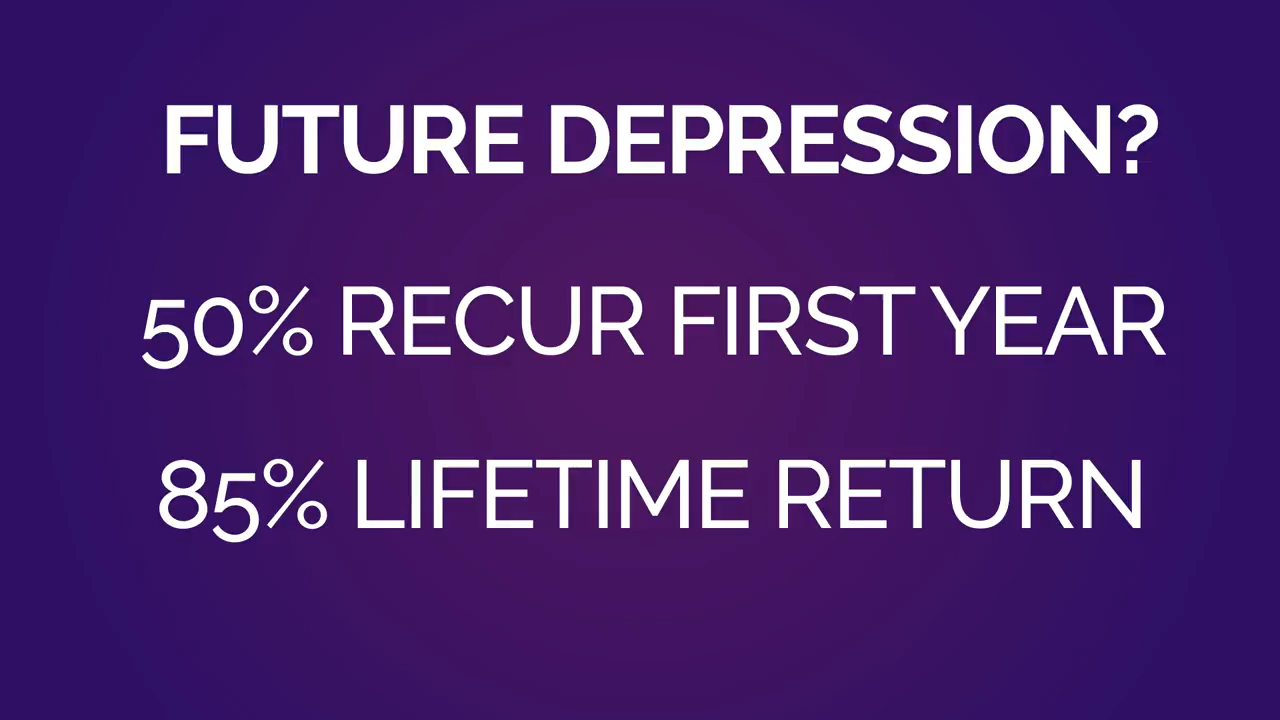 FUTURE DEPRESSION?
50% RECUR FIRST YEAR
85% LIFETIME RETURN